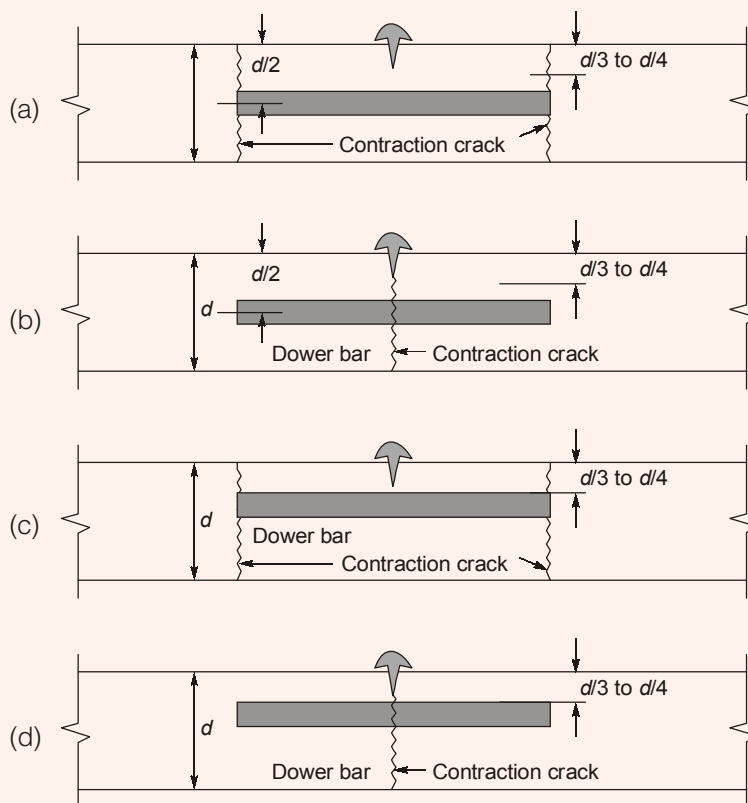 (a)
d/2
d/3 to d/4
Contraction crack
(b)
d
d/2
d/3 to d/4
Dower bar
Contraction crack
(c)
d
d/3 to d/4
Dower bar
Contraction crack
(d)
d
d/3 to d/4
Dower bar
Contraction crack